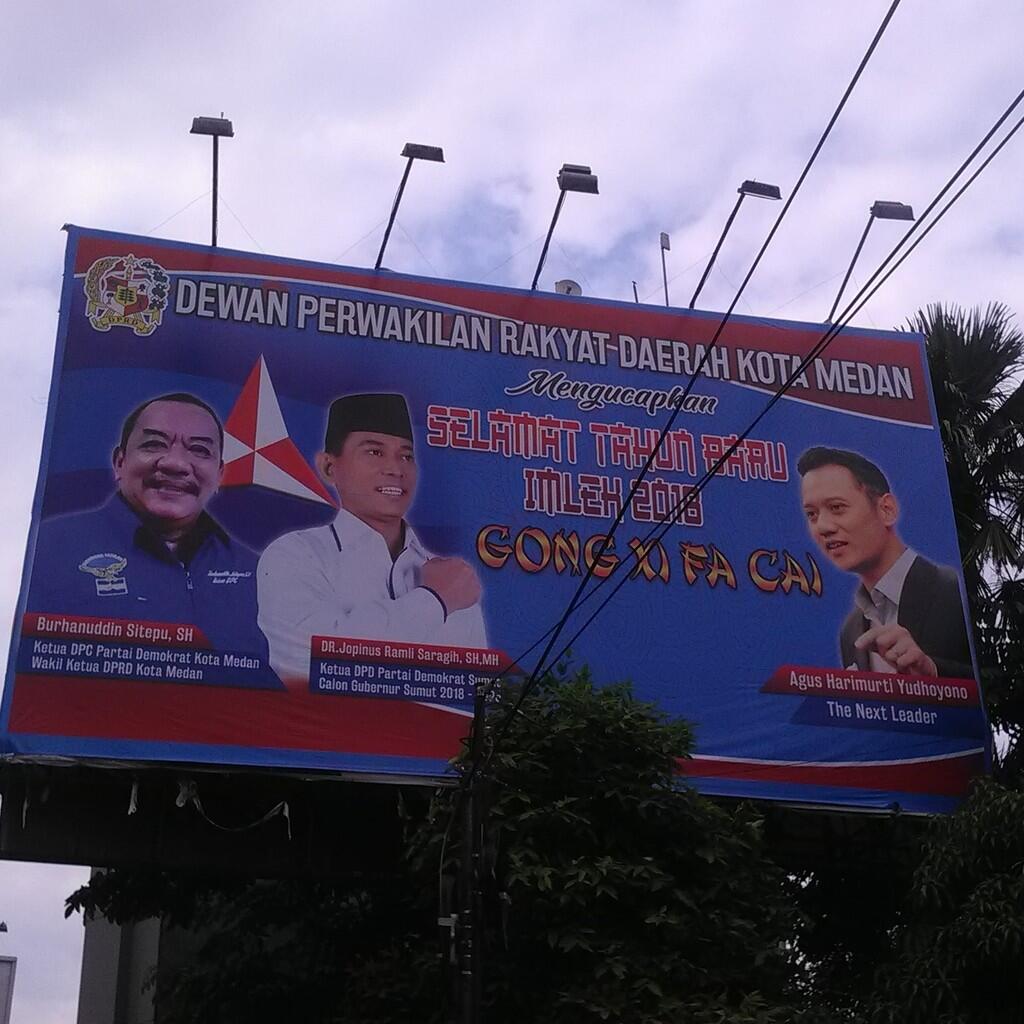 DPRD
DEWAN PERWAKILAN RAKYAT-DAERAH KOTA MEDAN
Mengucapkan
SELAMAT TAHUN BARU
IMLEK 2018
GONG XI FA CAI
Burhanuddin Sitepu, SH
Ketua DPC Partai Demokrat Kota Medan
Wakil Ketua DPRD Kota Medan
DR.Jopinus Ramli Saragih, SH,MH
Ketua DPD Partai Demokrat Sumut
Calon Gubernur Sumut 2018 -
Agus Harimurti Yudhoyono
The Next Leader